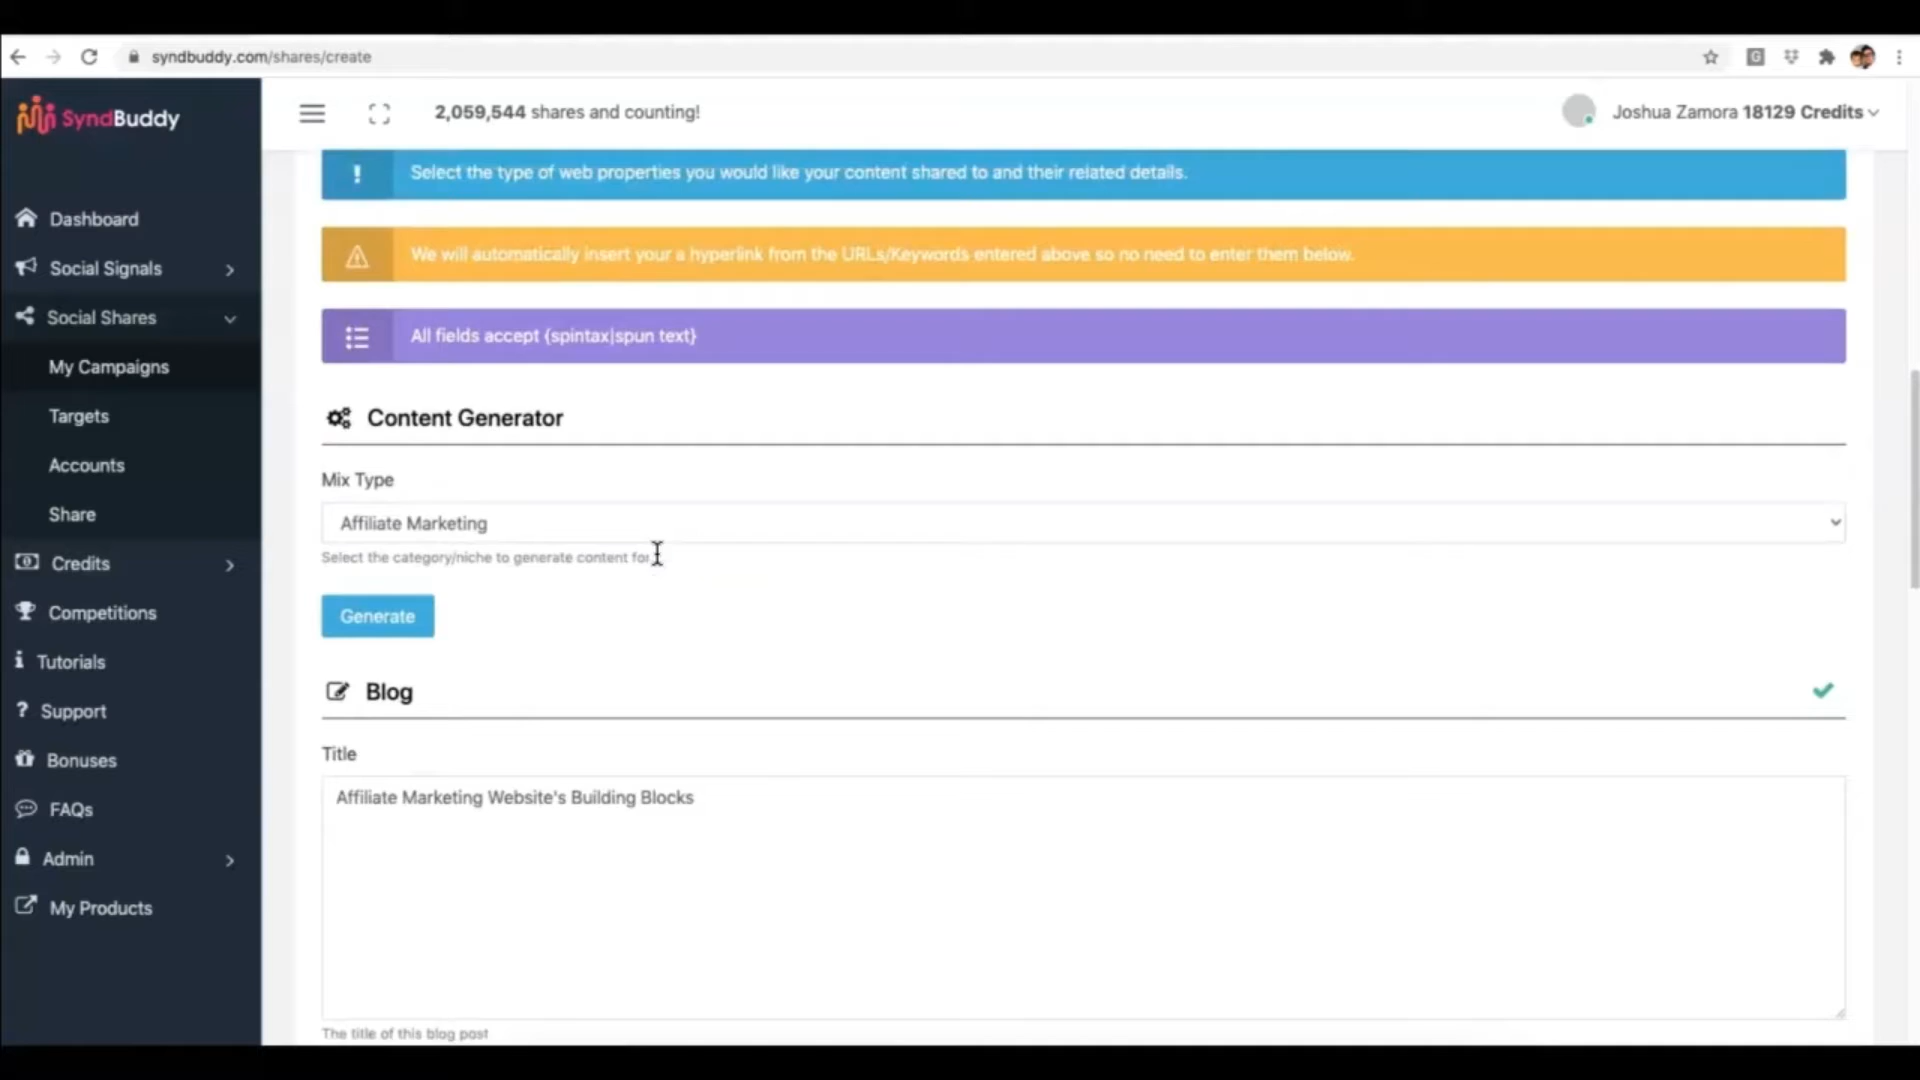 syndbuddy.com/shares/create
SyndBuddy
2,059,544 shares and counting!
Joshua Zamora 18129 Credits
Dashboard
Social Signals
Social Shares
My Campaigns
Targets
Accounts
Share
Credits
Competitions
Tutorials
Support
Bonuses
FAQs
Admin
My Products
Select the type of web properties you would like your content shared to and their related details.
We will automatically insert your a hyperlink from the URLs/Keywords entered above so no need to enter them below.
All fields accept {spintax|spun text}
Content Generator
Mix Type
Affiliate Marketing
Select the category/niche to generate content for
Generate
Blog
Title
Affiliate Marketing Website's Building Blocks
The title of this blog post